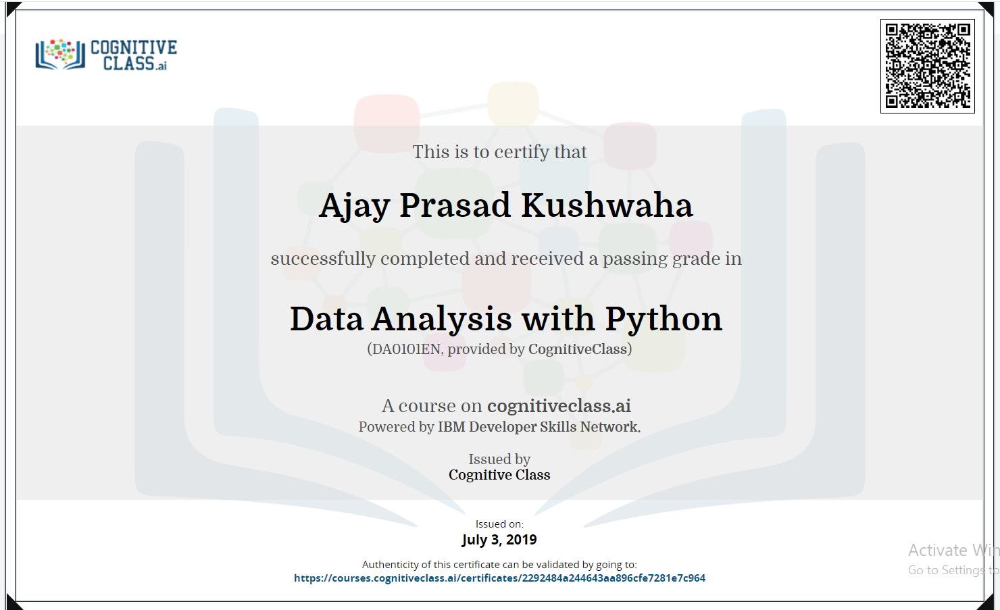 COGNITIVE
CLASS.ai
This is to certify that
Ajay Prasad Kushwaha
successfully completed and received a passing grade in
Data Analysis with Python
(DA0101EN, provided by CognitiveClass)
A course on cognitiveclass.ai
Powered by IBM Developer Skills Network.
Issued by
Cognitive Class
Issued on:
July 3, 2019
Authenticity of this certificate can be validated by going to:
https://courses.cognitiveclass.ai/certificates/2292484a244643aa896cfe7281e7c964
Activate Win
Go to Settings to